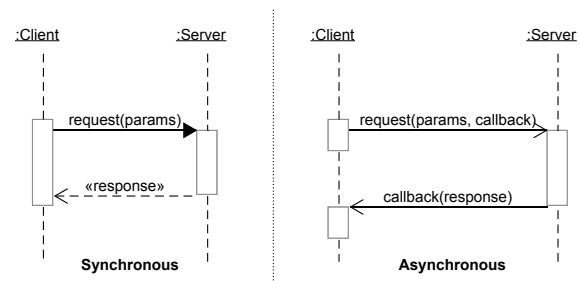 :Client
:Server
request(params)
«response»
Synchronous
:Client
:Server
request(params, callback)
callback(response)
Asynchronous